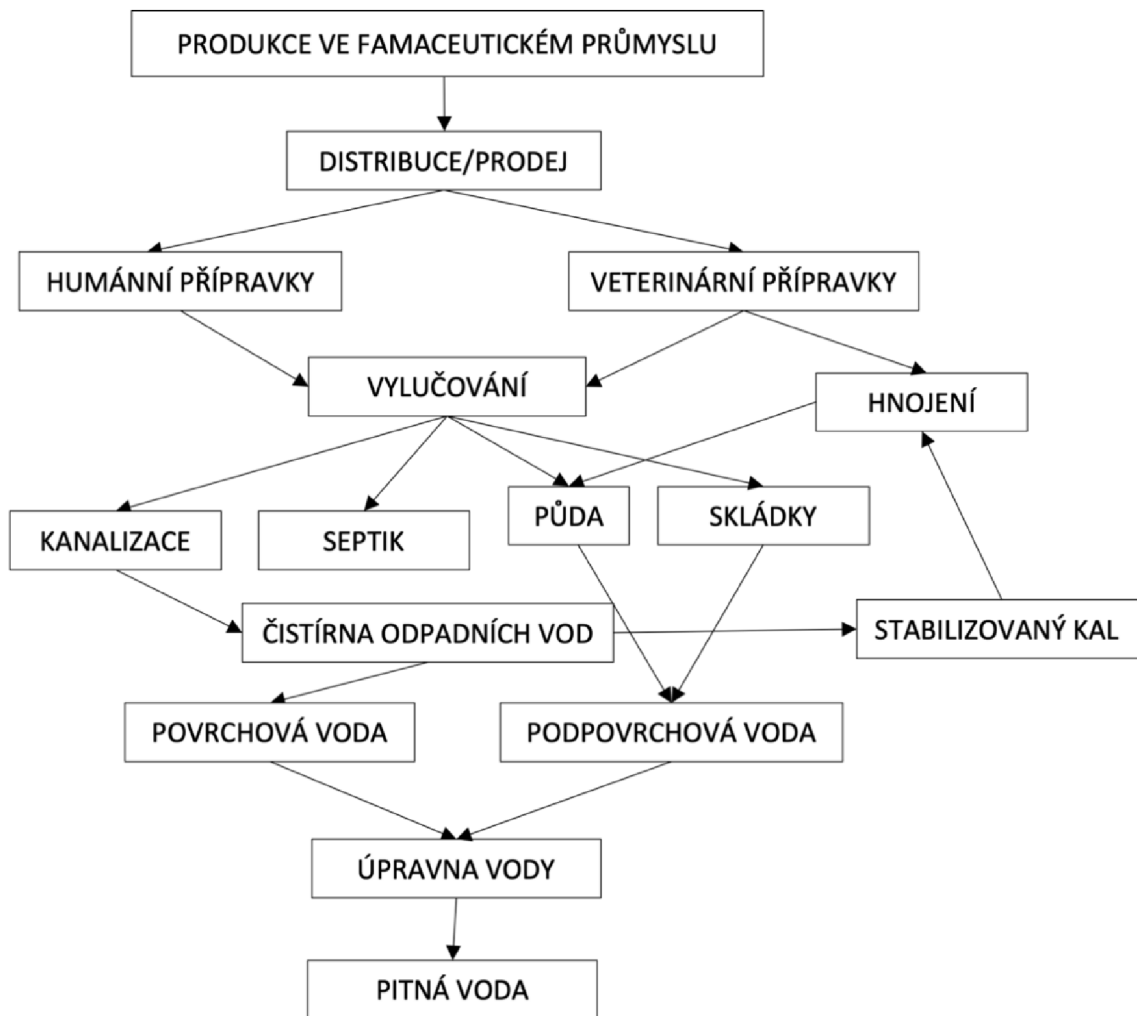 PRODUKCE VE FAMACEUTICKÉM PRŮMYSLU
DISTRIBUCE/PRODEJ
HUMÁNNÍ PŘÍPRAVKY
VETERINÁRNÍ PŘÍPRAVKY
VYLUČOVÁNÍ
HNOJENÍ
KANALIZACE
SEPTIK
PŮDA
SKLÁDKY
ČISTÍRNA ODPADNÍCH VOD
STABILIZOVANÝ KAL
POVRCHOVÁ VODA
PODPOVRCHOVÁ VODA
ÚPRAVNA VODY
PITNÁ VODA